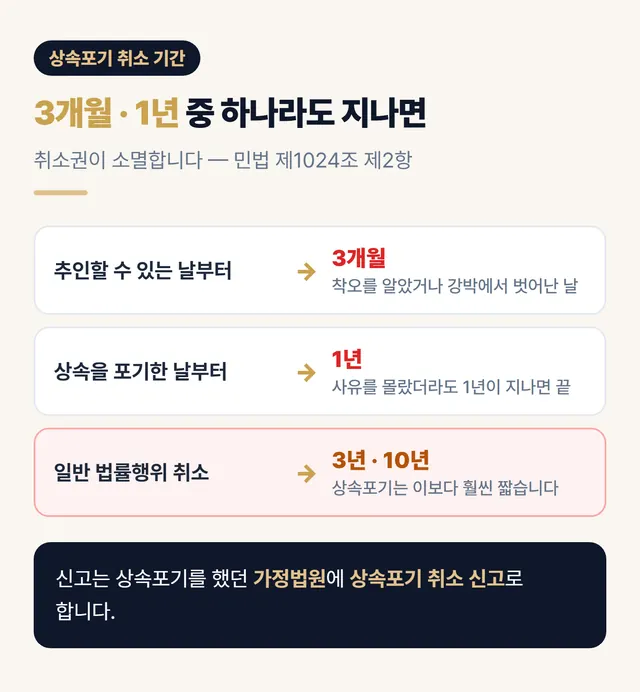 상속포기 취소 기간
3개월 · 1년 중 하나라도 지나면
취소권이 소멸합니다 — 민법 제1024조 제2항
추인할 수 있는 날부터
→
3개월
착오를 알았거나 강박에서 벗어난 날
상속을 포기한 날부터
→
1년
사유를 몰랐더라도 1년이 지나면 끝
일반 법률행위 취소
→
3년 · 10년
상속포기는 이보다 훨씬 짧습니다
신고는 상속포기를 했던 가정법원에 상속포기 취소 신고로
합니다.